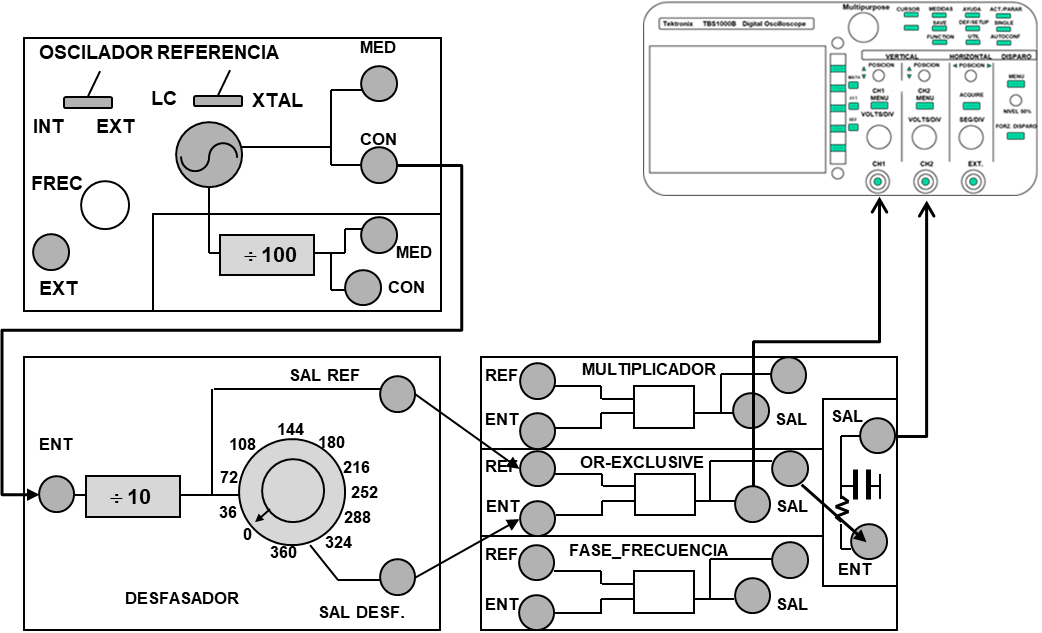 OSCILADOR REFERENCIA
MED
LC
XTAL
INT
EXT
CON
FREC
÷ 100
MED
EXT
CON
Multipurpose
CURSOR
MEDIDAS
AYUDA
ACT./PARAR
Tektronix TBS1000B Digital Oscilloscope
SAVE
DEF/SETUP
SINGLE
FUNCTION
UTIL
AUTOCONF
VERTICAL
HORIZONTAL
DISPARO
POSICION
POSICION
POSICION
MENU
MATH
CH1
MENU
CH2
MENU
ACQUIRE
FFT
NIVEL 50%
VOLTS/DIV
VOLTS/DIV
SEG/DIV
REF
FORZ. DISPARO
CH1
CH2
EXT.
SAL REF
ENT
÷ 10
144
108
180
72
216
252
36
288
0
324
360
DESFASADOR
SAL DESF.
MULTIPLICADOR
REF
ENT
SAL
SAL
OR-EXCLUSIVE
REF
ENT
SAL
ENT
FASE_FRECUENCIA
REF
ENT
SAL